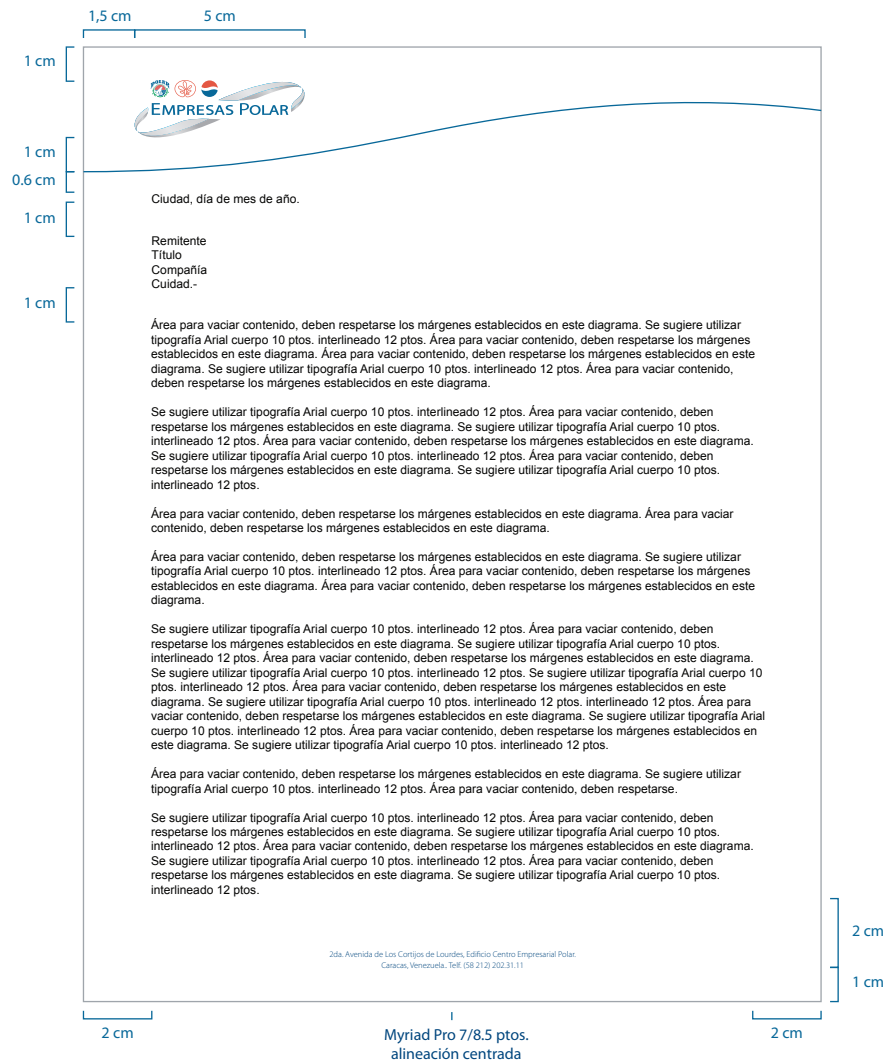 1,5 cm 5 cm
1 cm
EMPRESAS POLAR
1 cm
0.6 cm
Ciudad, día de mes de año.
1 cm
Remitente
Título
Compañía
Cuidad.-
1 cm
Área para vaciar contenido, deben respetarse los márgenes establecidos en este diagrama. Se sugiere utilizar
tipografía Arial cuerpo 10 ptos. interlineado 12 ptos. Área para vaciar contenido, deben respetarse los márgenes
establecidos en este diagrama. Área para vaciar contenido, deben respetarse los márgenes establecidos en este
diagrama. Se sugiere utilizar tipografía Arial cuerpo 10 ptos. interlineado 12 ptos. Área para vaciar contenido,
deben respetarse los márgenes establecidos en este diagrama.
Se sugiere utilizar tipografía Arial cuerpo 10 ptos. interlineado 12 ptos. Área para vaciar contenido, deben
respetarse los márgenes establecidos en este diagrama. Se sugiere utilizar tipografía Arial cuerpo 10 ptos.
interlineado 12 ptos. Área para vaciar contenido, deben respetarse los márgenes establecidos en este diagrama.
Se sugiere utilizar tipografía Arial cuerpo 10 ptos. interlineado 12 ptos. Área para vaciar contenido, deben
respetarse los márgenes establecidos en este diagrama. Se sugiere utilizar tipografía Arial cuerpo 10 ptos.
interlineado 12 ptos.
Área para vaciar contenido, deben respetarse los márgenes establecidos en este diagrama. Área para vaciar
contenido, deben respetarse los márgenes establecidos en este diagrama.
Área para vaciar contenido, deben respetarse los márgenes establecidos en este diagrama. Se sugiere utilizar
tipografía Arial cuerpo 10 ptos. interlineado 12 ptos. Área para vaciar contenido, deben respetarse los márgenes
establecidos en este diagrama. Área para vaciar contenido, deben respetarse los márgenes establecidos en este
diagrama.
Se sugiere utilizar tipografía Arial cuerpo 10 ptos. interlineado 12 ptos. Área para vaciar contenido, deben
respetarse los márgenes establecidos en este diagrama. Se sugiere utilizar tipografía Arial cuerpo 10 ptos.
interlineado 12 ptos. Área para vaciar contenido, deben respetarse los márgenes establecidos en este diagrama.
Se sugiere utilizar tipografía Arial cuerpo 10 ptos. interlineado 12 ptos. Se sugiere utilizar tipografía Arial cuerpo 10
ptos. interlineado 12 ptos. Área para vaciar contenido, deben respetarse los márgenes establecidos en este
diagrama. Se sugiere utilizar tipografía Arial cuerpo 10 ptos. interlineado 12 ptos. interlineado 12 ptos. Área para
vaciar contenido, deben respetarse los márgenes establecidos en este diagrama. Se sugiere utilizar tipografía Arial
cuerpo 10 ptos. interlineado 12 ptos. Área para vaciar contenido, deben respetarse los márgenes establecidos en
este diagrama. Se sugiere utilizar tipografía Arial cuerpo 10 ptos. interlineado 12 ptos.
Área para vaciar contenido, deben respetarse los márgenes establecidos en este diagrama. Se sugiere utilizar
tipografía Arial cuerpo 10 ptos. interlineado 12 ptos. Área para vaciar contenido, deben respetarse.
Se sugiere utilizar tipografía Arial cuerpo 10 ptos. interlineado 12 ptos. Área para vaciar contenido, deben
respetarse los márgenes establecidos en este diagrama. Se sugiere utilizar tipografía Arial cuerpo 10 ptos.
interlineado 12 ptos. Área para vaciar contenido, deben respetarse los márgenes establecidos en este diagrama.
Se sugiere utilizar tipografía Arial cuerpo 10 ptos. interlineado 12 ptos. Área para vaciar contenido, deben
respetarse los márgenes establecidos en este diagrama. Se sugiere utilizar tipografía Arial cuerpo 10 ptos.
interlineado 12 ptos.
2 cm
2da. Avenida de Los Cortijos de Lourdes, Edificio Centro Empresarial Polar.
Caracas, Venezuela.. Telf. (58 212) 202.31.11
1 cm
2 cm Myriad Pro 7/8.5 ptos. 2 cm
alineación centrada